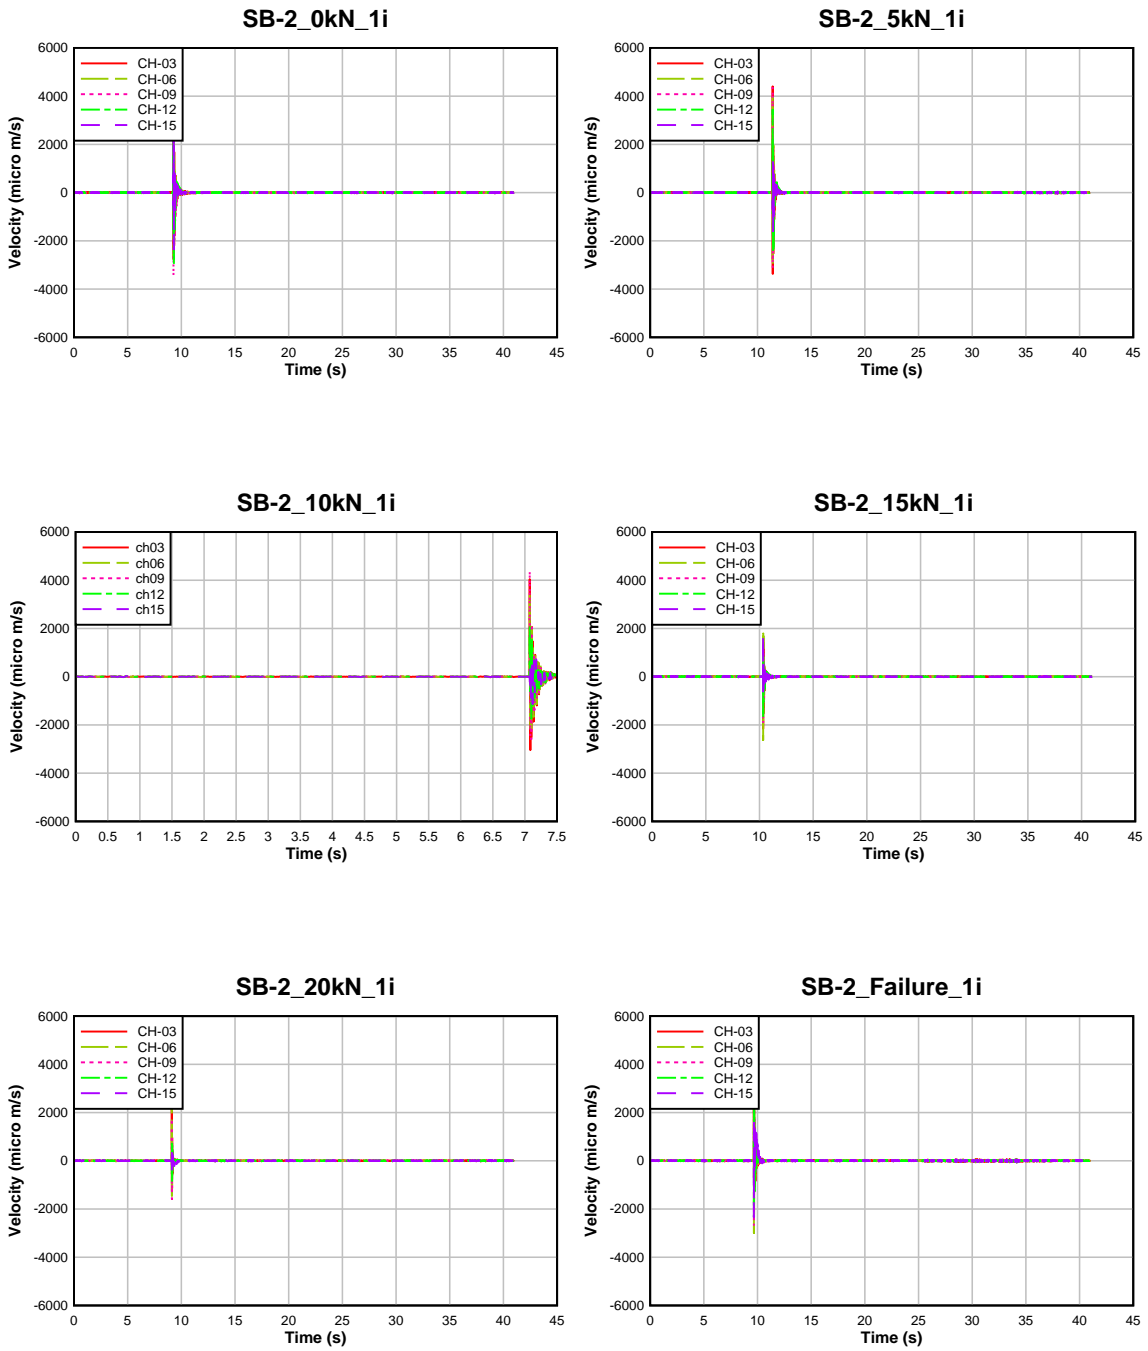 SB-2_0kN_1i
6000
4000
2000
0
-2000
-4000
-6000
Velocity (micro m/s)
CH-03
CH-06
CH-09
CH-12
CH-15
0 5 10 15 20 25 30 35 40 45
Time (s)
SB-2_5kN_1i
6000
4000
2000
0
-2000
-4000
-6000
Velocity (micro m/s)
CH-03
CH-06
CH-09
CH-12
CH-15
0 5 10 15 20 25 30 35 40 45
Time (s)
SB-2_10kN_1i
6000
4000
2000
0
-2000
-4000
-6000
Velocity (micro m/s)
ch03
ch06
ch09
ch12
ch15
0 0.5 1 1.5 2 2.5 3 3.5 4 4.5 5 5.5 6 6.5 7 7.5
Time (s)
SB-2_15kN_1i
6000
4000
2000
0
-2000
-4000
-6000
Velocity (micro m/s)
CH-03
CH-06
CH-09
CH-12
CH-15
0 5 10 15 20 25 30 35 40 45
Time (s)
SB-2_20kN_1i
6000
4000
2000
0
-2000
-4000
-6000
Velocity (micro m/s)
CH-03
CH-06
CH-09
CH-12
CH-15
0 5 10 15 20 25 30 35 40 45
Time (s)
SB-2_Failure_1i
6000
4000
2000
0
-2000
-4000
-6000
Velocity (micro m/s)
CH-03
CH-06
CH-09
CH-12
CH-15
0 5 10 15 20 25 30 35 40 45
Time (s)